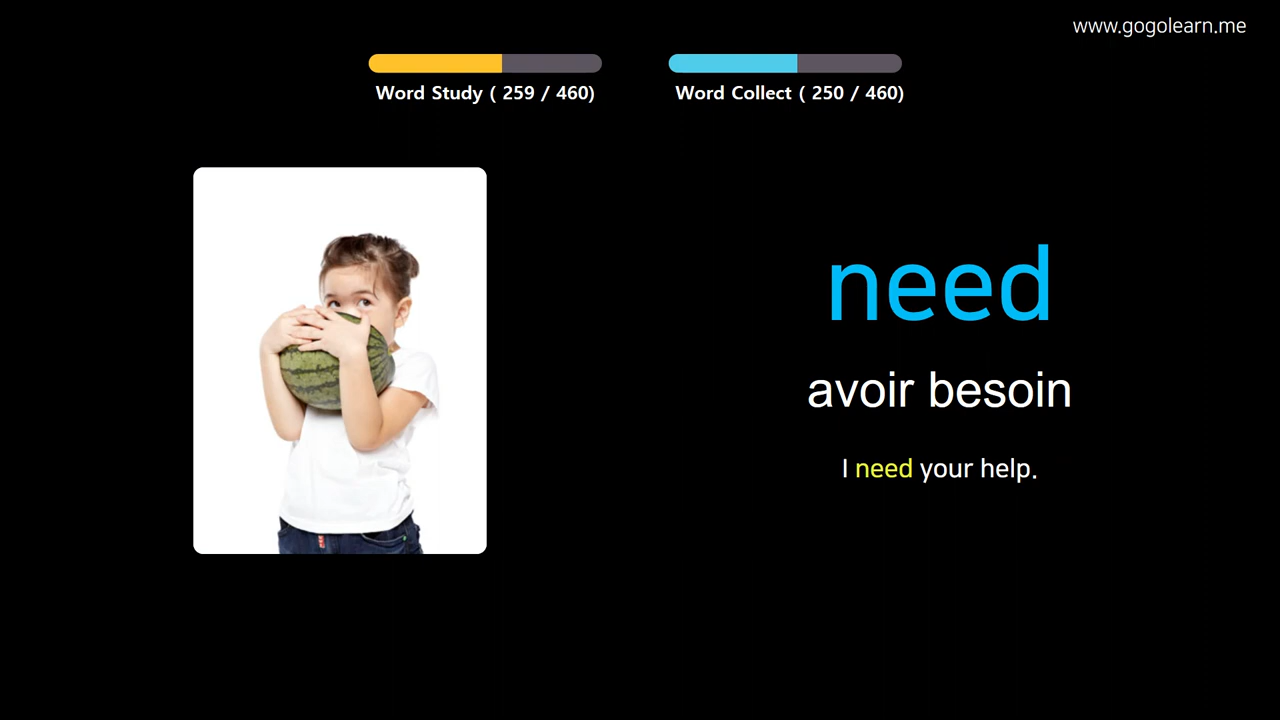 www.gogolearn.me
Word Study ( 259 / 460)
Word Collect ( 250 / 460)
need
avoir besoin
I need your help.